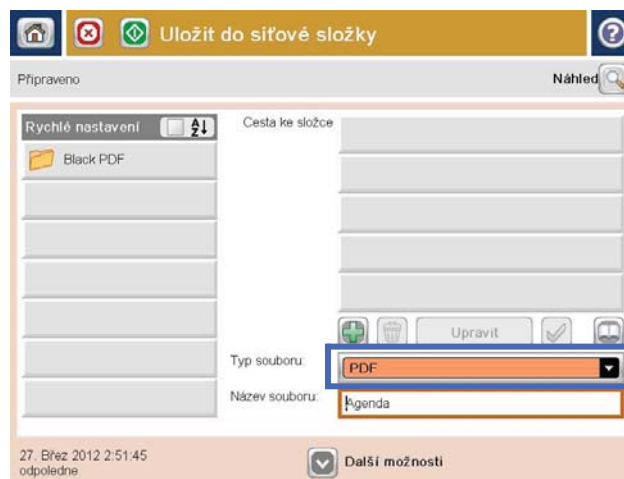 Uložit do síťové složky
Připraveno
Náhled
Rychlé nastavení
Cesta ke složce
Black PDF
Upravit
Typ souboru:
PDF
Název souboru:
Agenda
27. Břez 2012 2:51:45
odpoledne
Další možnosti